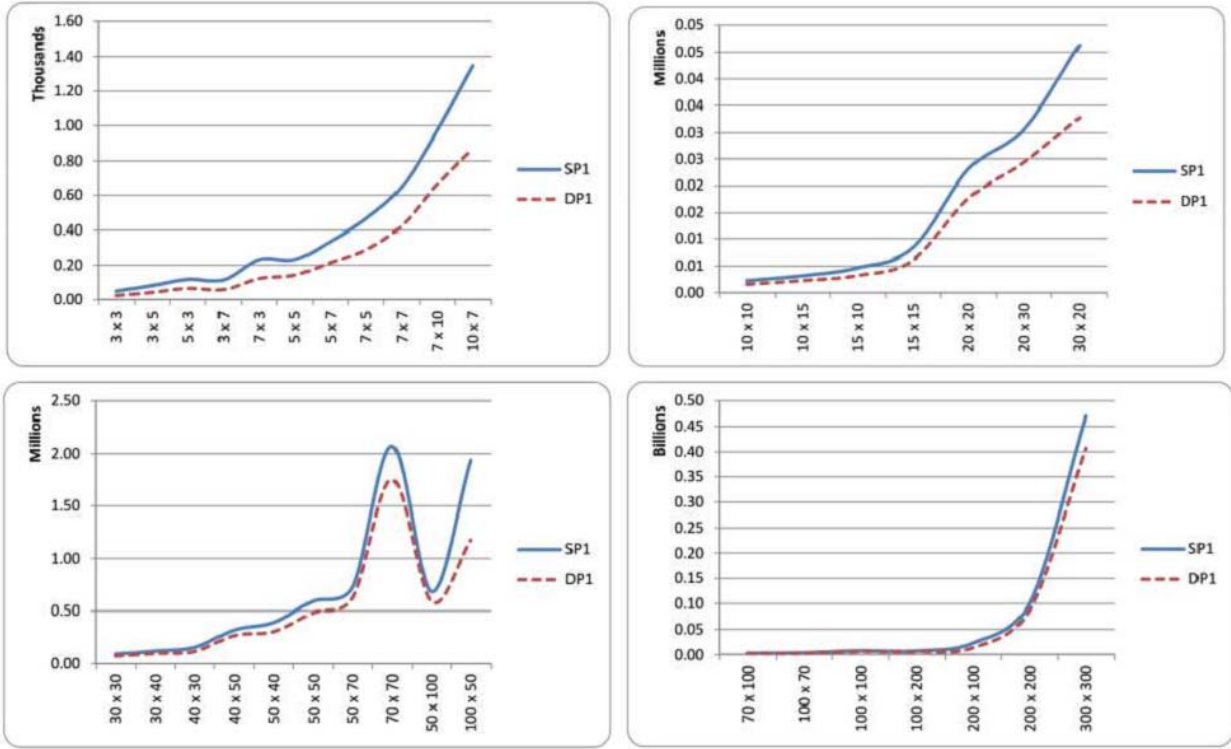 Thousands
1.60
1.40
1.20
1.00
0.80
0.60
0.40
0.20
0.00
3 x 3
3 x 5
5 x 3
3 x 7
7 x 3
5 x 5
5 x 7
7 x 5
7 x 7
7 x 10
10 x 7
SP1
DP1
Millions
0.05
0.05
0.04
0.04
0.03
0.03
0.02
0.02
0.01
0.01
0.00
10 x 10
10 x 15
15 x 10
15 x 15
20 x 20
20 x 30
30 x 20
SP1
DP1
Millions
2.50
2.00
1.50
1.00
0.50
0.00
30 x 30
30 x 40
40 x 30
40 x 50
50 x 40
50 x 50
50 x 70
70 x 70
50 x 100
100 x 50
SP1
DP1
Billions
0.50
0.45
0.40
0.35
0.30
0.25
0.20
0.15
0.10
0.05
0.00
70 x 100
100 x 70
100 x 100
100 x 200
200 x 100
200 x 200
300 x 300
SP1
DP1